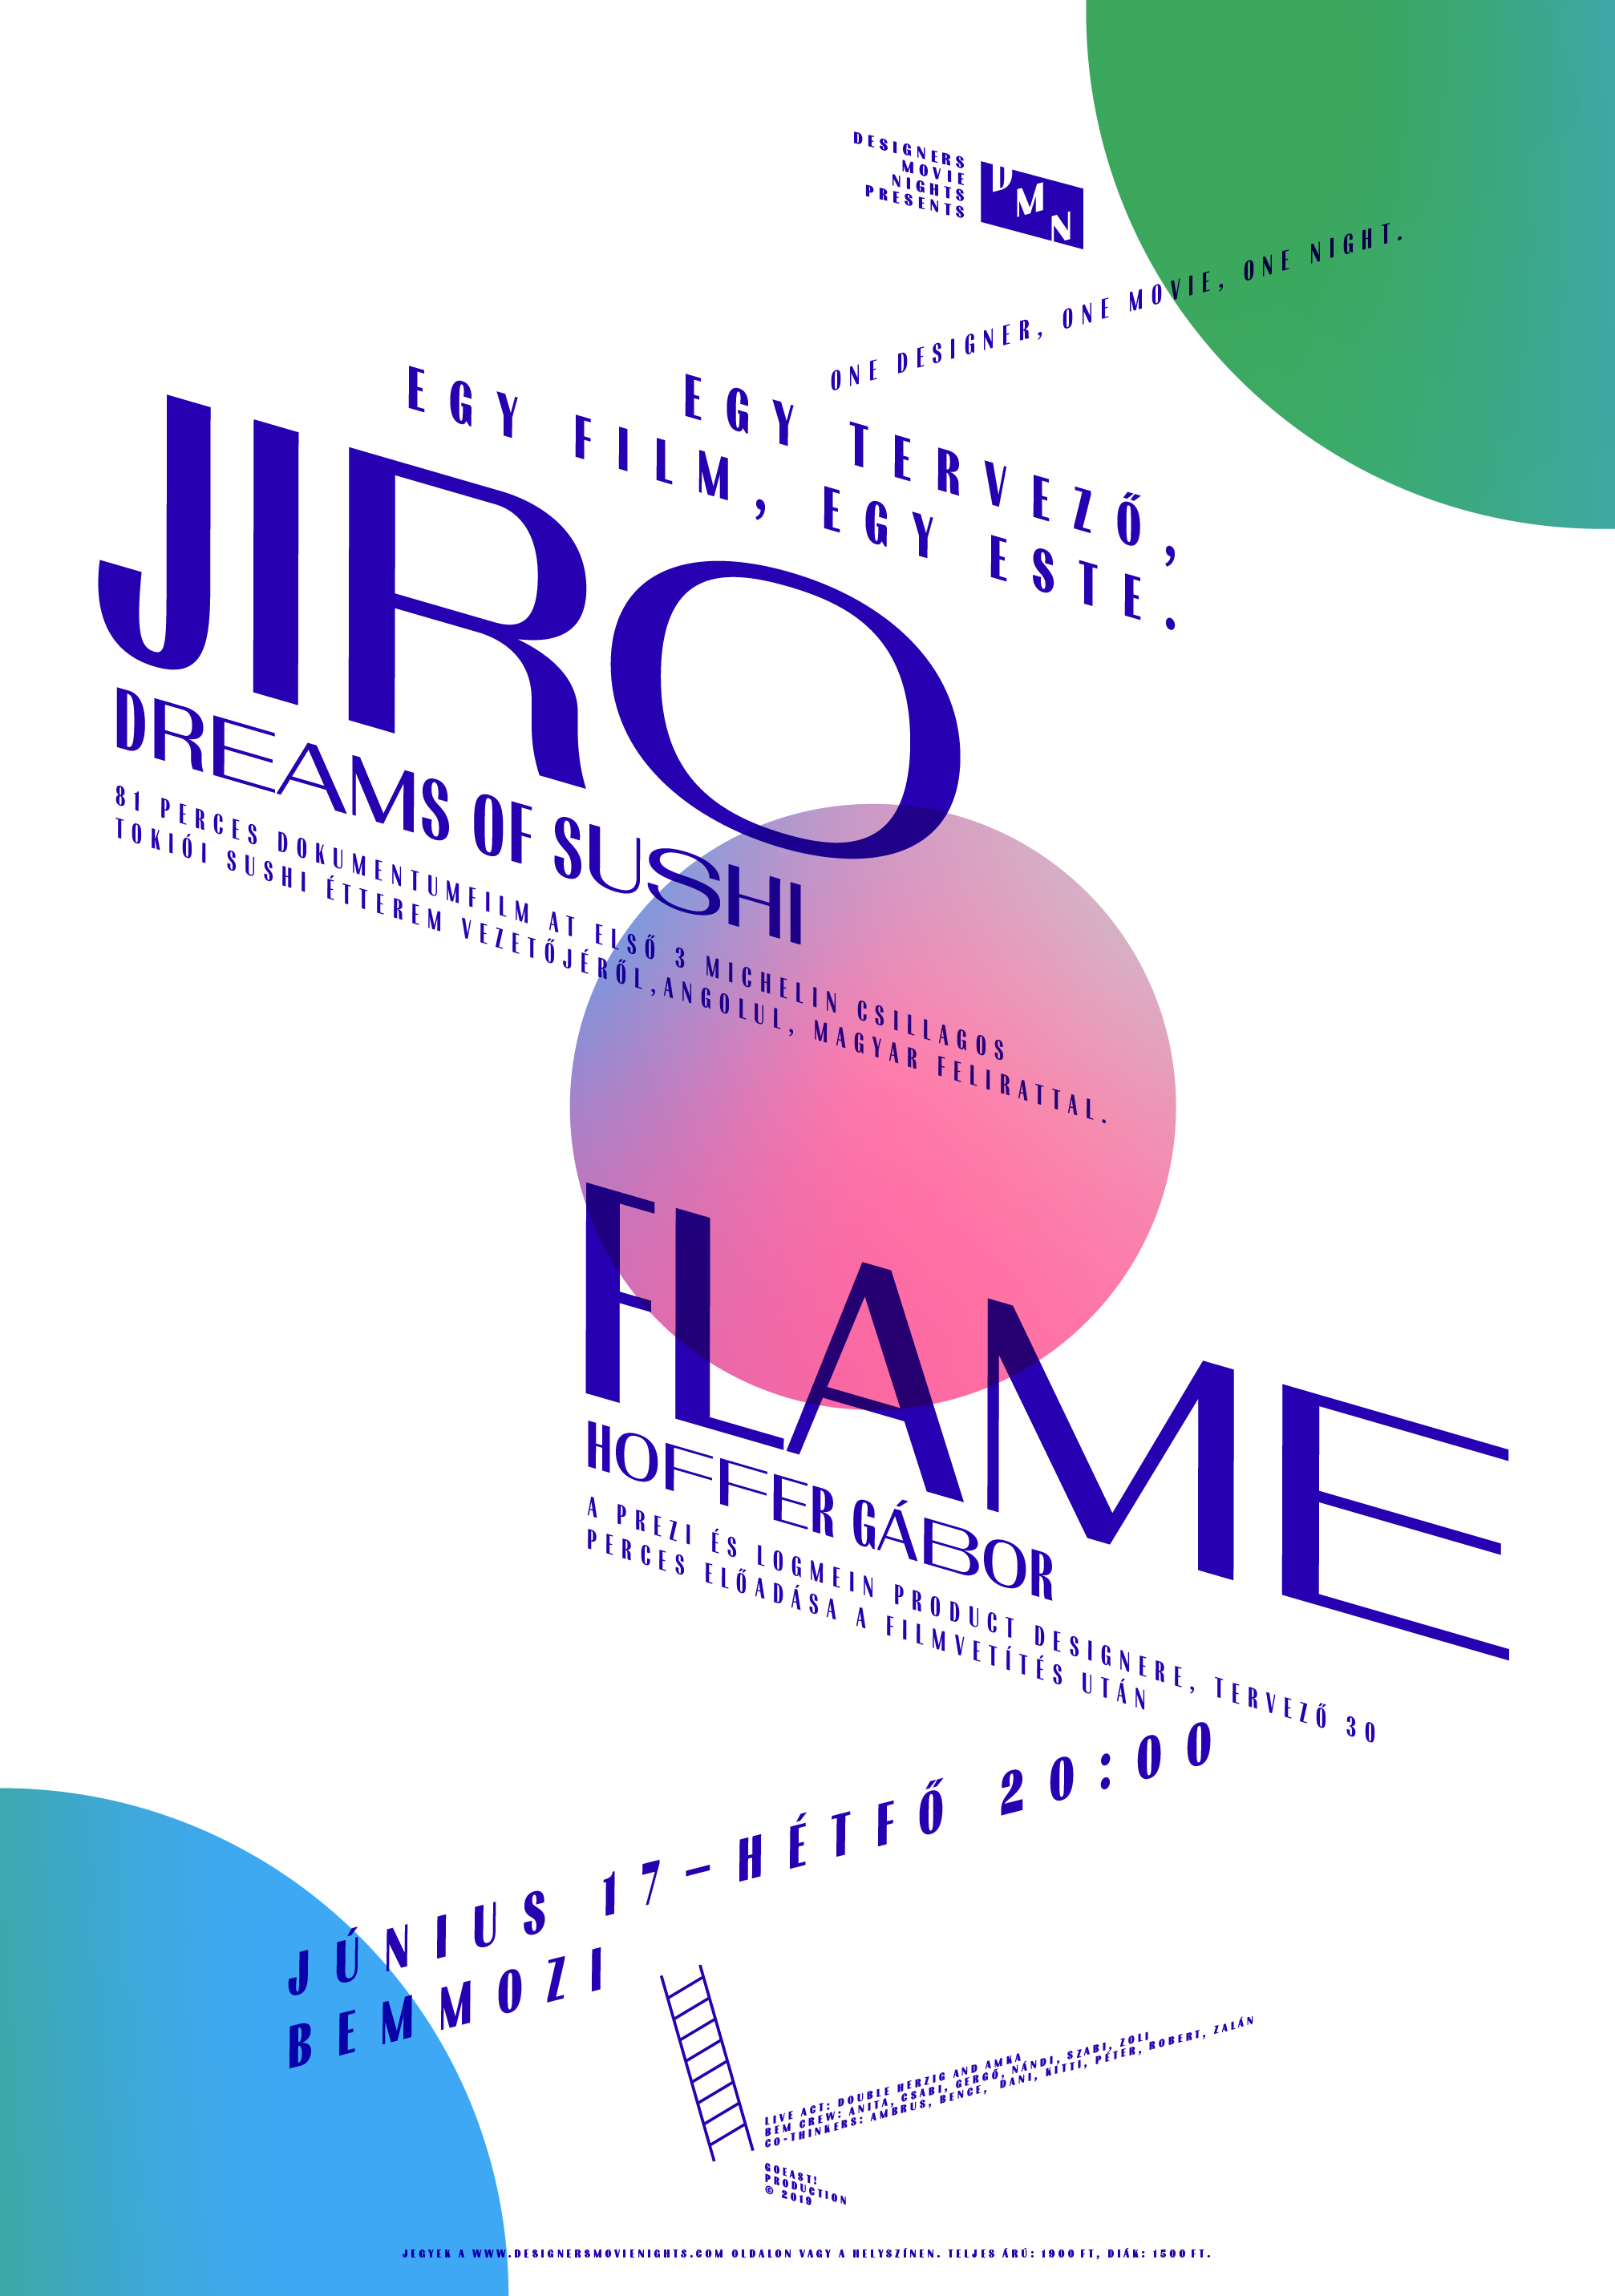 DESIGNERS
MOVIE
NIGHTS
PRESENTS
DMN
ONE DESIGNER, ONE MOVIE, ONE NIGHT.
EGY TERVEZŐ,
EGY FILM, EGY ESTE.
JIRO
DREAMS OF SUSHI
81 PERCES DOKUMENTUMFILM AT ELSŐ 3 MICHELIN CSILLAGOS
TOKIÓI SUSHI ÉTTEREM VEZETŐJÉRŐL,ANGOLUL, MAGYAR FELIRATTAL.
FLAME
HOFFER GÁBOR
A PREZI ÉS LOGMEIN PRODUCT DESIGNERE, TERVEZŐ 30
PERCES ELŐADÁSA A FILMVETÍTÉS UTÁN
JÚNIUS 17–HÉTFŐ 20:00
BEMMOZI
LIVE ACT: DOUBLE HERZIG AND AMKA
BEM CREW: ANITA, CSABI, GERGŐ, NÁNDI, SZABI, ZOLI
CO-THINKERS: AMBRUS, BENCE, DANI, KITTI, PÉTER, ROBERT, ZALÁN
GOEAST!
PRODUCTION
© 2019
JEGYEK A WWW.DESIGNERSMOVIENIGHTS.COM OLDALON VAGY A HELYSZÍNEN. TELJES ÁRÚ: 1900 FT, DIÁK: 1500 FT.